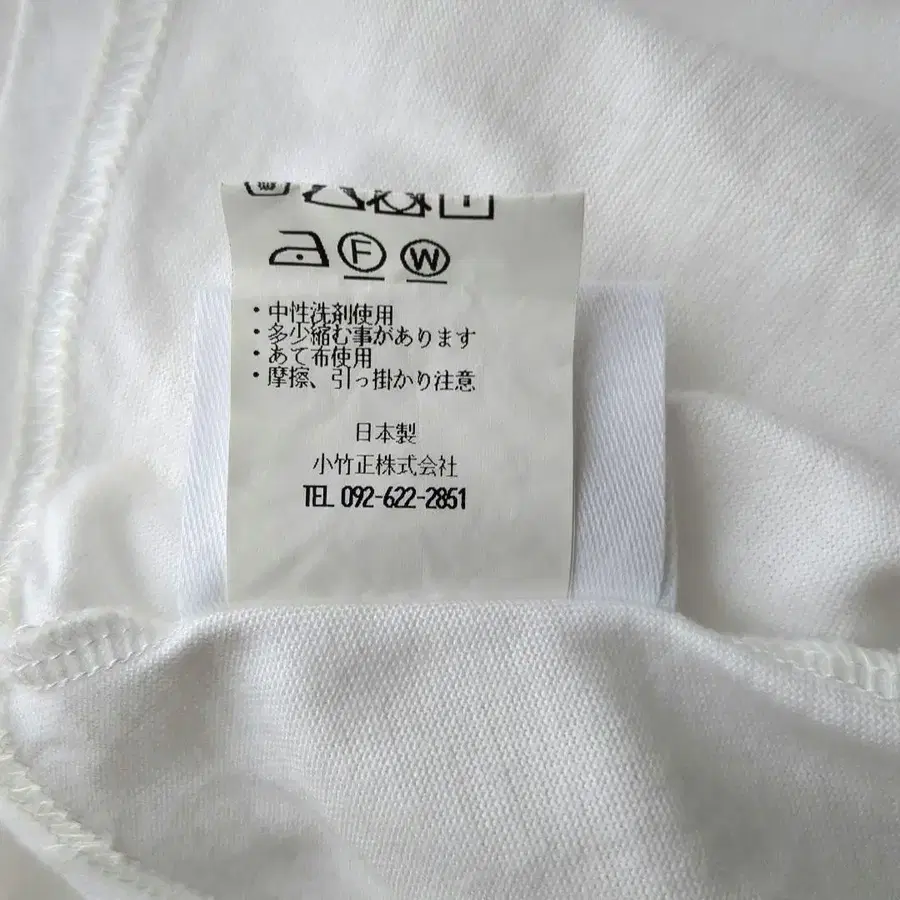 F W
・中性洗剤使用
・多少縮む事があります
・あて布使用
・摩擦、引っ掛かり注意
日本製
小竹正株式会社
TEL 092-622-2851